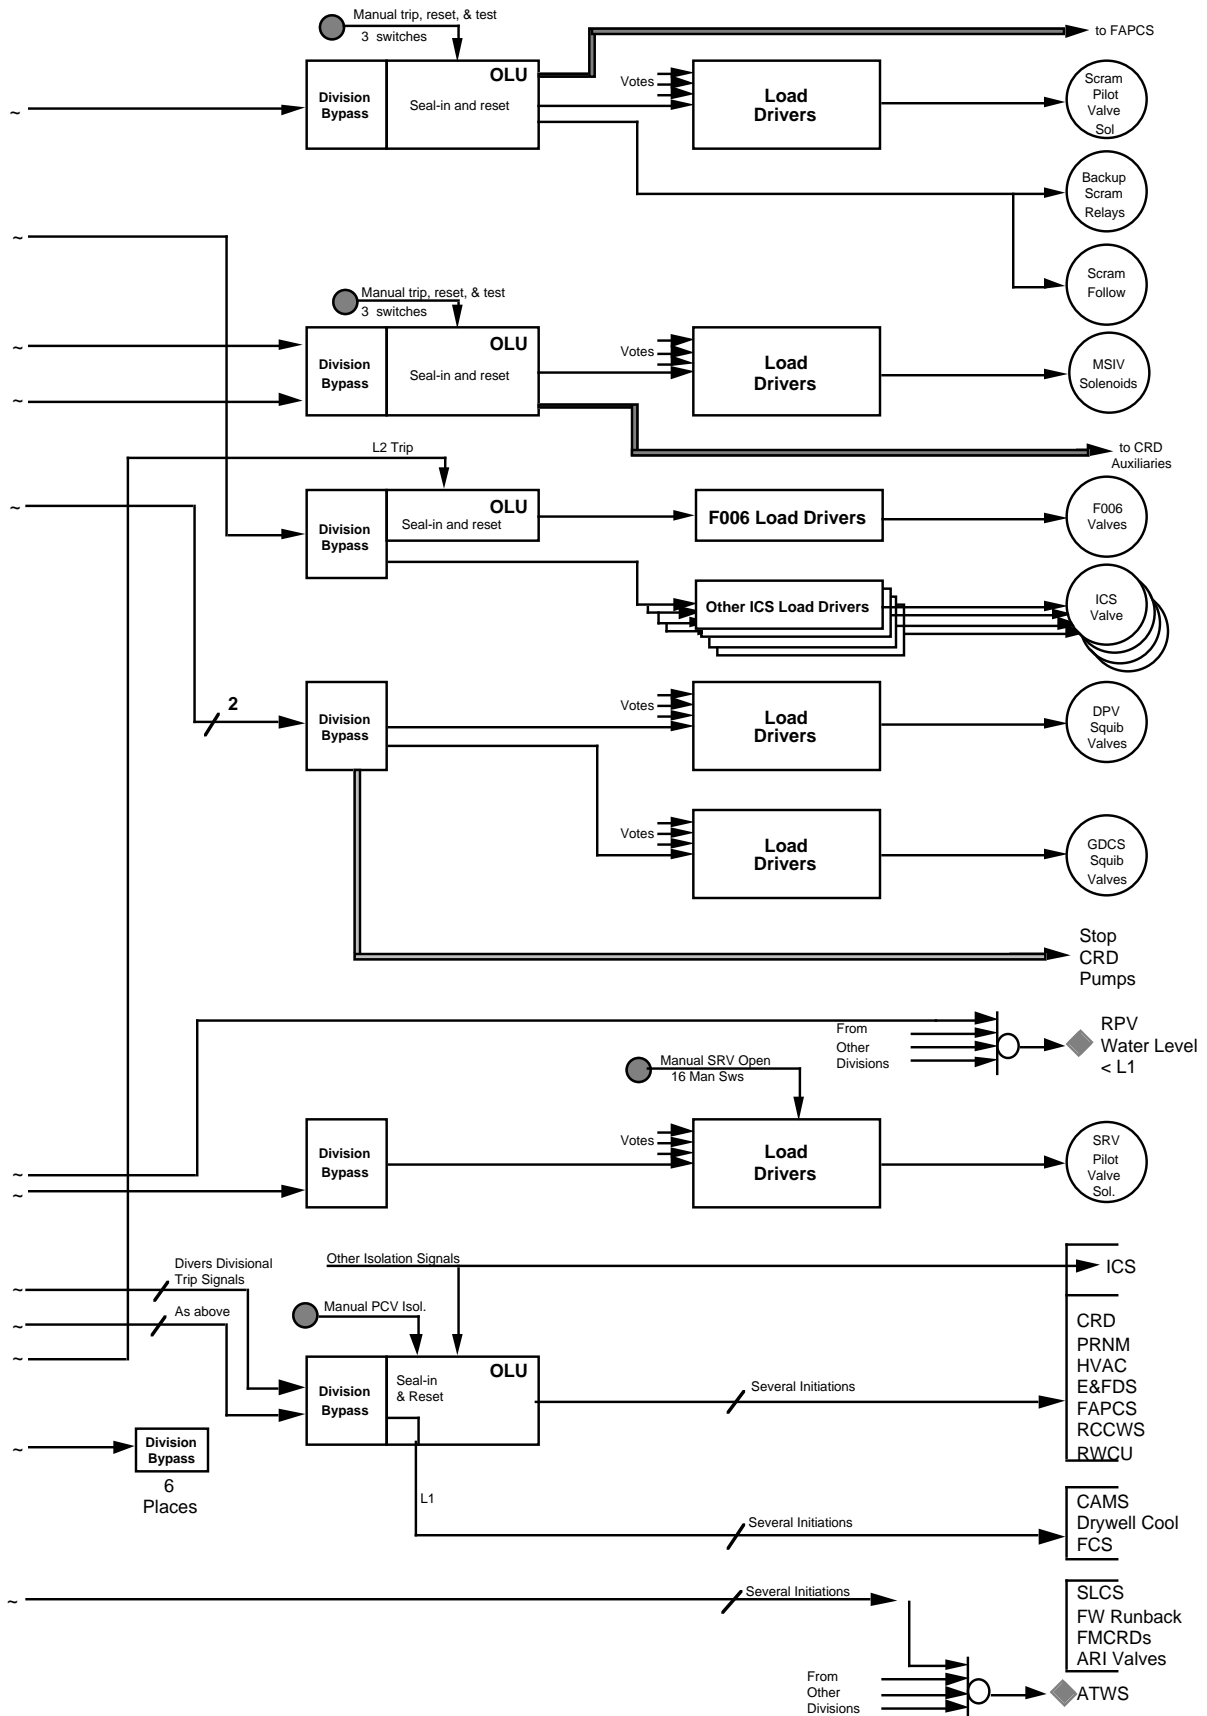 Manual trip, reset, & test
3 switches
to FAPCS
OLU
Division
Bypass
Seal-in and reset
Votes
Load
Drivers
Scram
Pilot
Valve
Sol
~
Backup
Scram
Relays
~
Scram
Follow
Manual trip, reset, & test
3 switches
OLU
Division
Bypass
Seal-in and reset
Votes
Load
Drivers
MSIV
Solenoids
~
~
L2 Trip
to CRD
Auxiliaries
~
OLU
Division
Bypass
Seal-in and reset
F006 Load Drivers
F006
Valves
Other ICS Load Drivers
ICS
Valve
2
Division
Bypass
Votes
Load
Drivers
DPV
Squib
Valves
Votes
Load
Drivers
GDCS
Squib
Valves
Stop
CRD
Pumps
From
Other
Divisions
RPV
Water Level
< L1
Manual SRV Open
16 Man Sws
~
~
Division
Bypass
Votes
Load
Drivers
SRV
Pilot
Valve
Sol.
Divers Divisional
Trip Signals
Other Isolation Signals
ICS
~
As above
~
Manual PCV Isol.
~
OLU
Division
Bypass
Seal-in
& Reset
Several Initiations
CRD
PRNM
HVAC
E&FDS
FAPCS
RCCWS
RWCU
~
Division
Bypass
6
Places
L1
Several Initiations
CAMS
Drywell Cool
FCS
~
Several Initiations
SLCS
FW Runback
FMCRDs
ARI Valves
From
Other
Divisions
ATWS